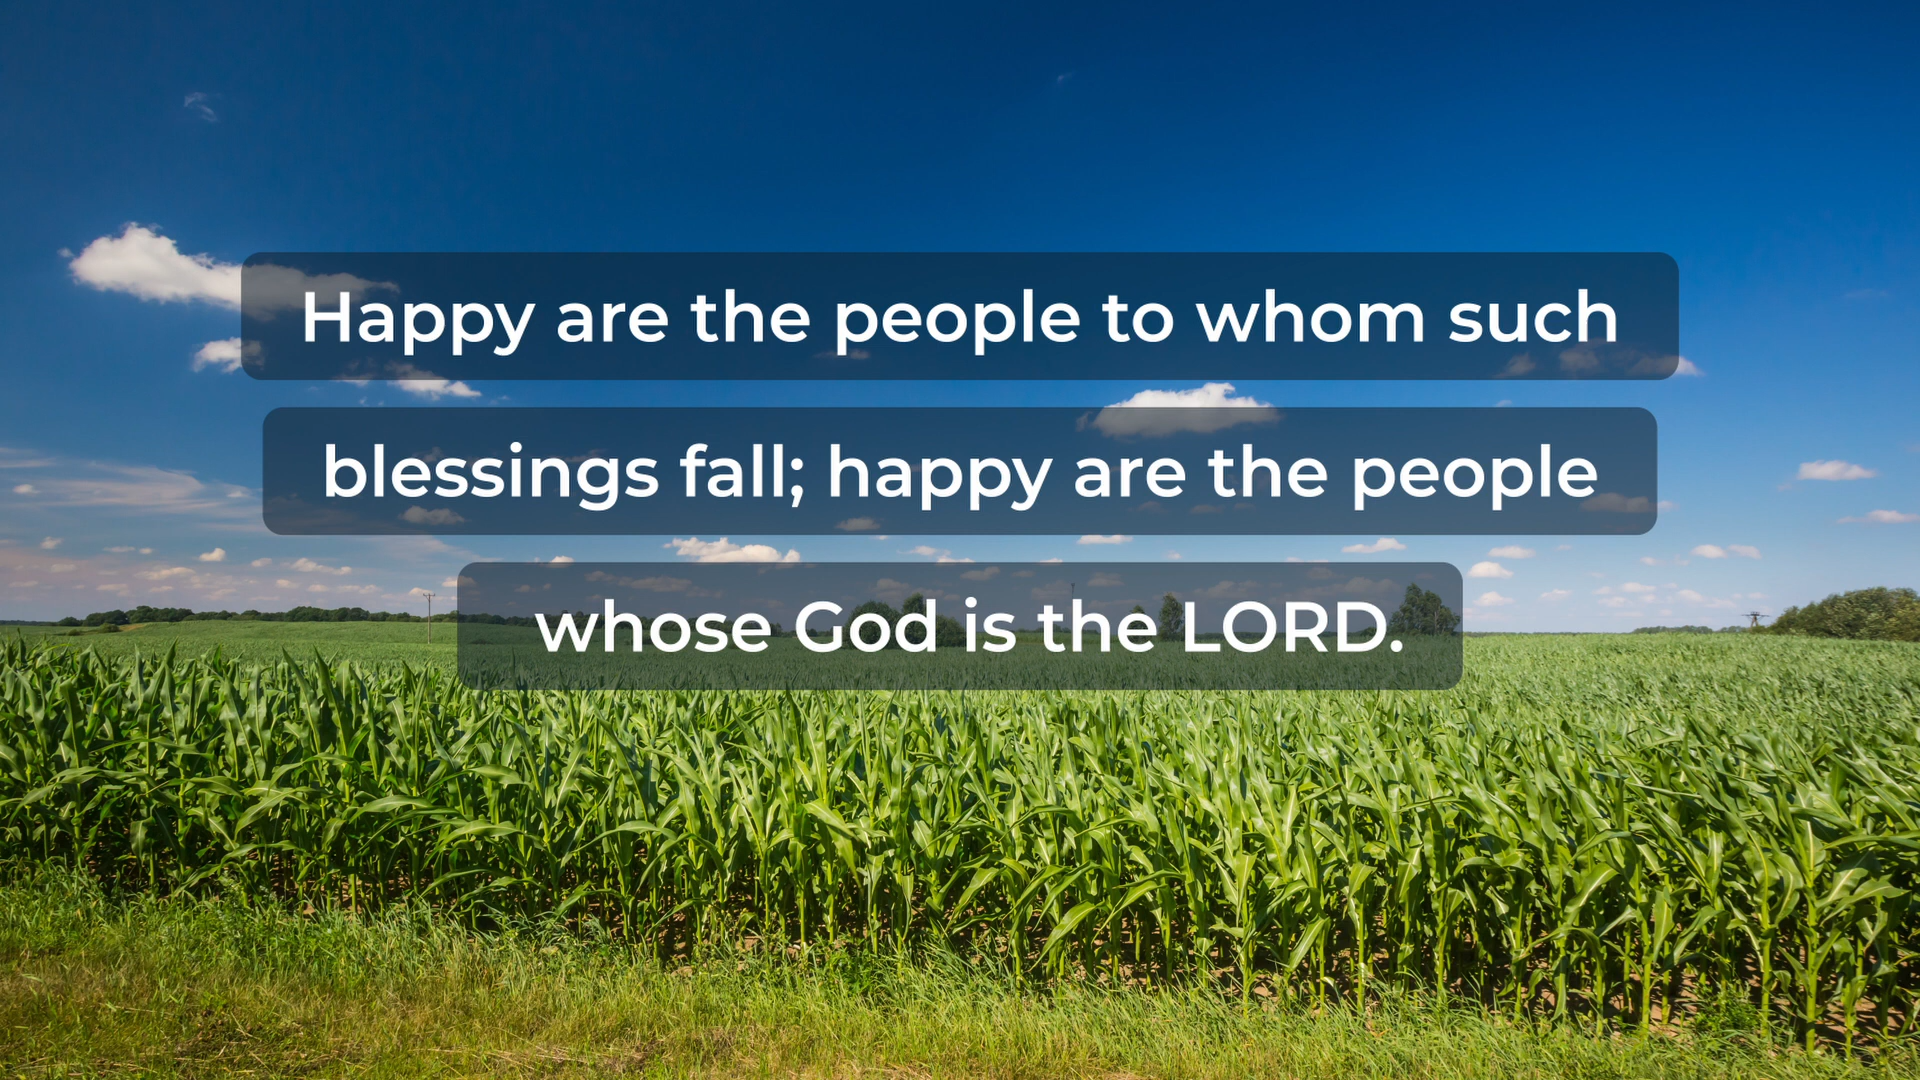 Happy are the people to whom such
blessings fall; happy are the people
whose God is the LORD.